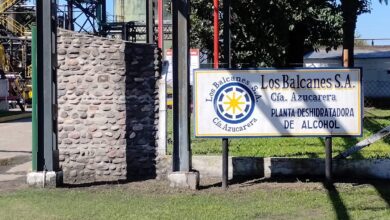 Los Balcanes S.A.
Cía. Azucarera
Los Balcanes S.A.
Cía. Azucarera
PLANTA DESHIDRATADORA
DE ALCOHOL